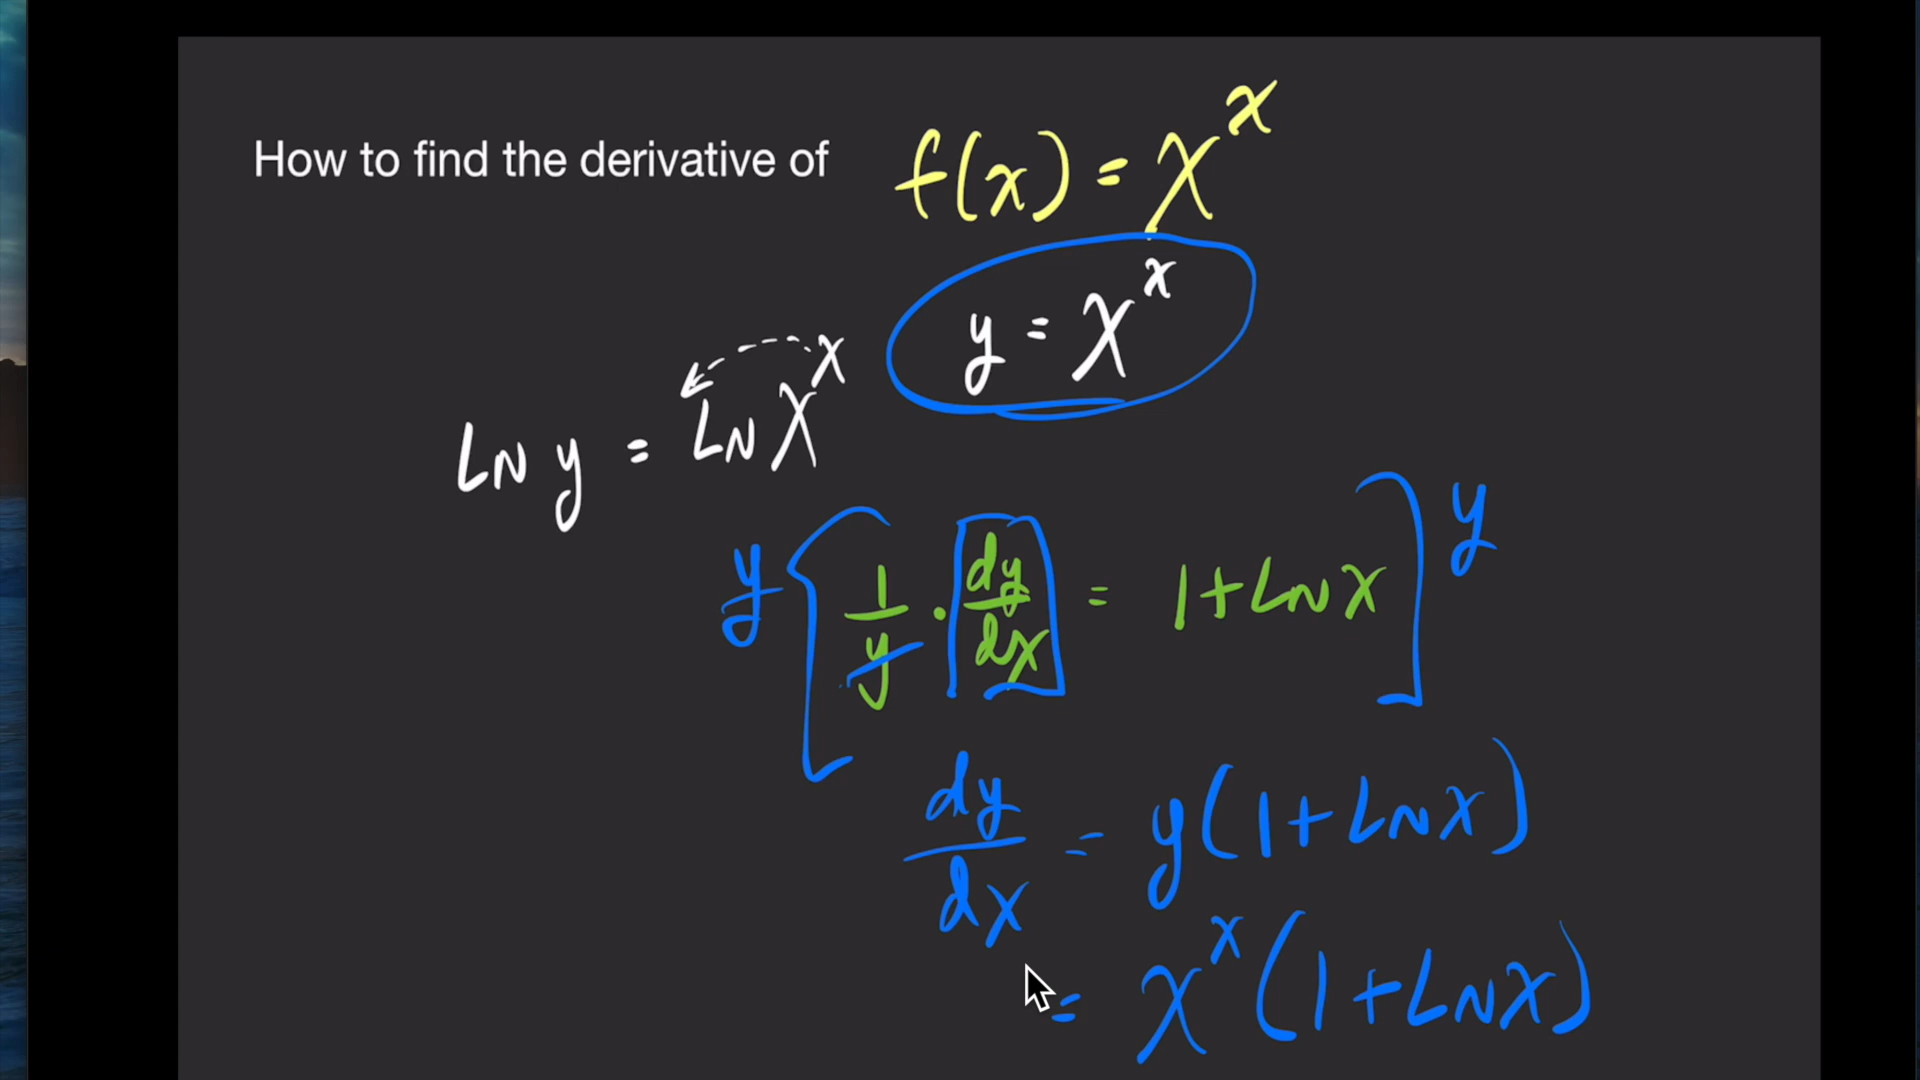 How to find the derivative of f(x) = x^x
y = x^x
LN y = LN x^x
y [ 1/y · dy/dx = 1 + LN x ] y
dy/dx = y(1 + LN x)
= x^x (1 + LN x)